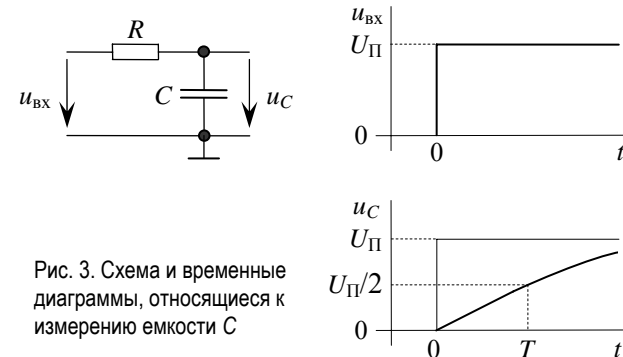 R
u_вх
C
u_C
u_вх
U_П
0
0
t
u_C
U_П
U_П/2
0
0
T
t
Рис. 3. Схема и временные
диаграммы, относящиеся к
измерению емкости C